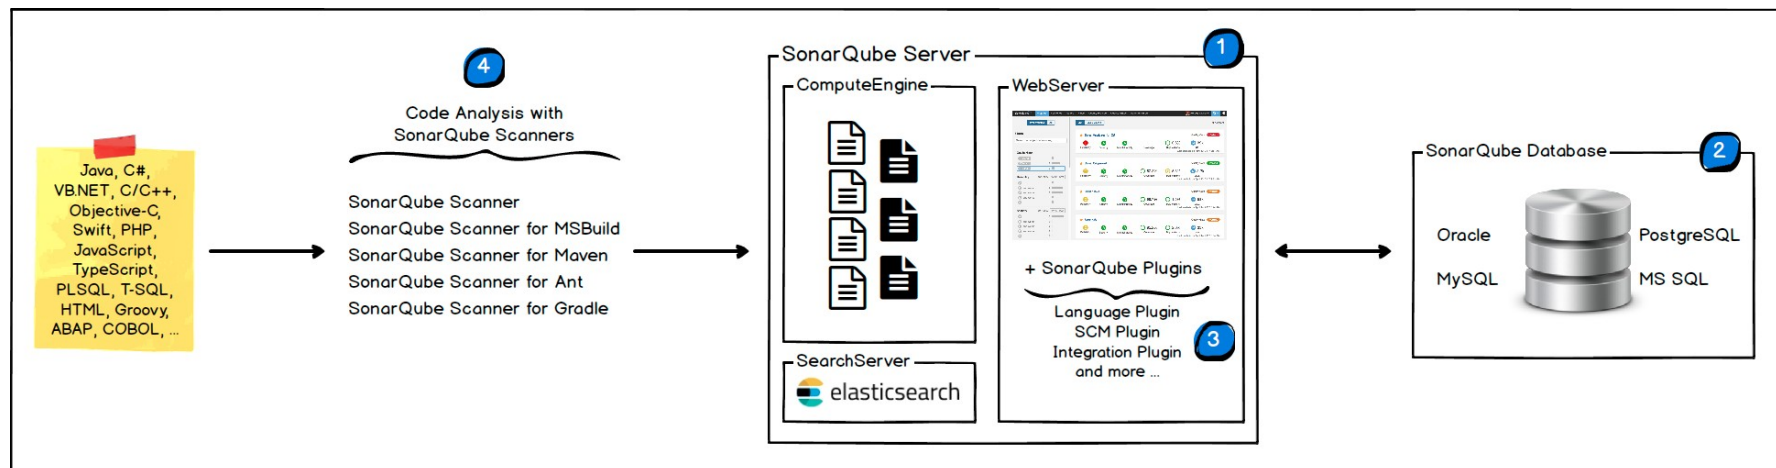 Java, C#,
VB.NET, C/C++,
Objective-C,
Swift, PHP,
JavaScript,
TypeScript,
PLSQL, T-SQL,
HTML, Groovy,
ABAP, COBOL, ...
4
Code Analysis with
SonarQube Scanners
SonarQube Scanner
SonarQube Scanner for MSBuild
SonarQube Scanner for Maven
SonarQube Scanner for Ant
SonarQube Scanner for Gradle
SonarQube Server
1
ComputeEngine
SearchServer
elasticsearch
WebServer
+ SonarQube Plugins
Language Plugin
SCM Plugin
Integration Plugin
and more ...
3
SonarQube Database
2
Oracle
MySQL
PostgreSQL
MS SQL